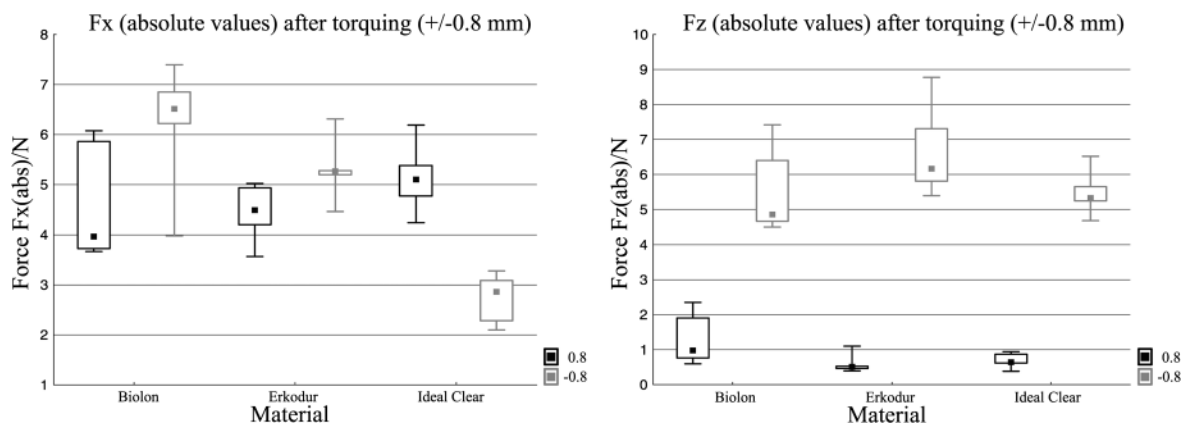 Fx (absolute values) after torquing (+/-0.8 mm)
8
7
6
5
4
3
2
1
Force Fx(abs)/N
Biolon
Erkodur
Ideal Clear
Material
0.8
-0.8
Fz (absolute values) after torquing (+/-0.8 mm)
10
9
8
7
6
5
4
3
2
1
0
Force Fz(abs)/N
Biolon
Erkodur
Ideal Clear
Material
0.8
-0.8